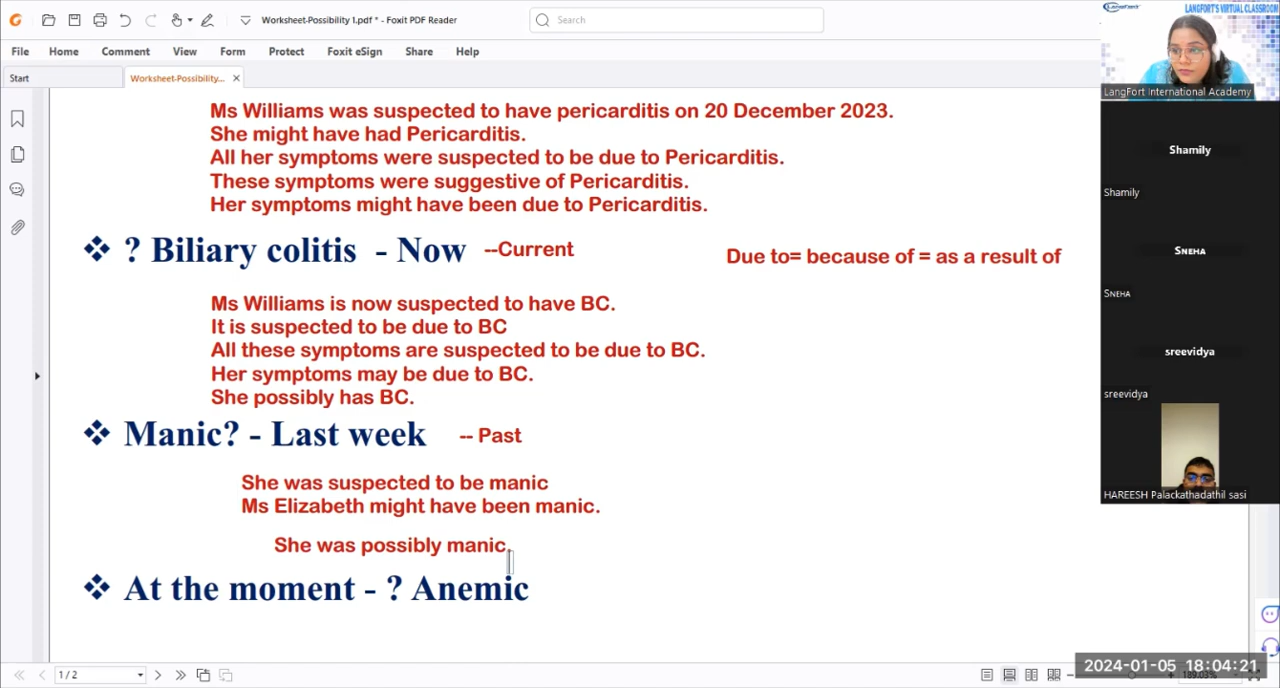 Worksheet-Possibility 1.pdf * - Foxit PDF Reader
Search
File Home Comment View Form Protect Foxit eSign Share Help
Start
Worksheet-Possibility...
LANGFORT'S VIRTUAL CLASSROOM
LangFort International Academy
Ms Williams was suspected to have pericarditis on 20 December 2023.
She might have had Pericarditis.
All her symptoms were suspected to be due to Pericarditis.
These symptoms were suggestive of Pericarditis.
Her symptoms might have been due to Pericarditis.
❖ ? Biliary colitis - Now --Current
Due to= because of = as a result of
Ms Williams is now suspected to have BC.
It is suspected to be due to BC
All these symptoms are suspected to be due to BC.
Her symptoms may be due to BC.
She possibly has BC.
❖ Manic? - Last week -- Past
She was suspected to be manic
Ms Elizabeth might have been manic.
She was possibly manic.
❖ At the moment - ? Anemic
Shamily
Shamily
SNEHA
SNEHA
sreevidya
sreevidya
HAREESH Palackathadathil sasi
1 / 2
2024-01-05 18:04:21